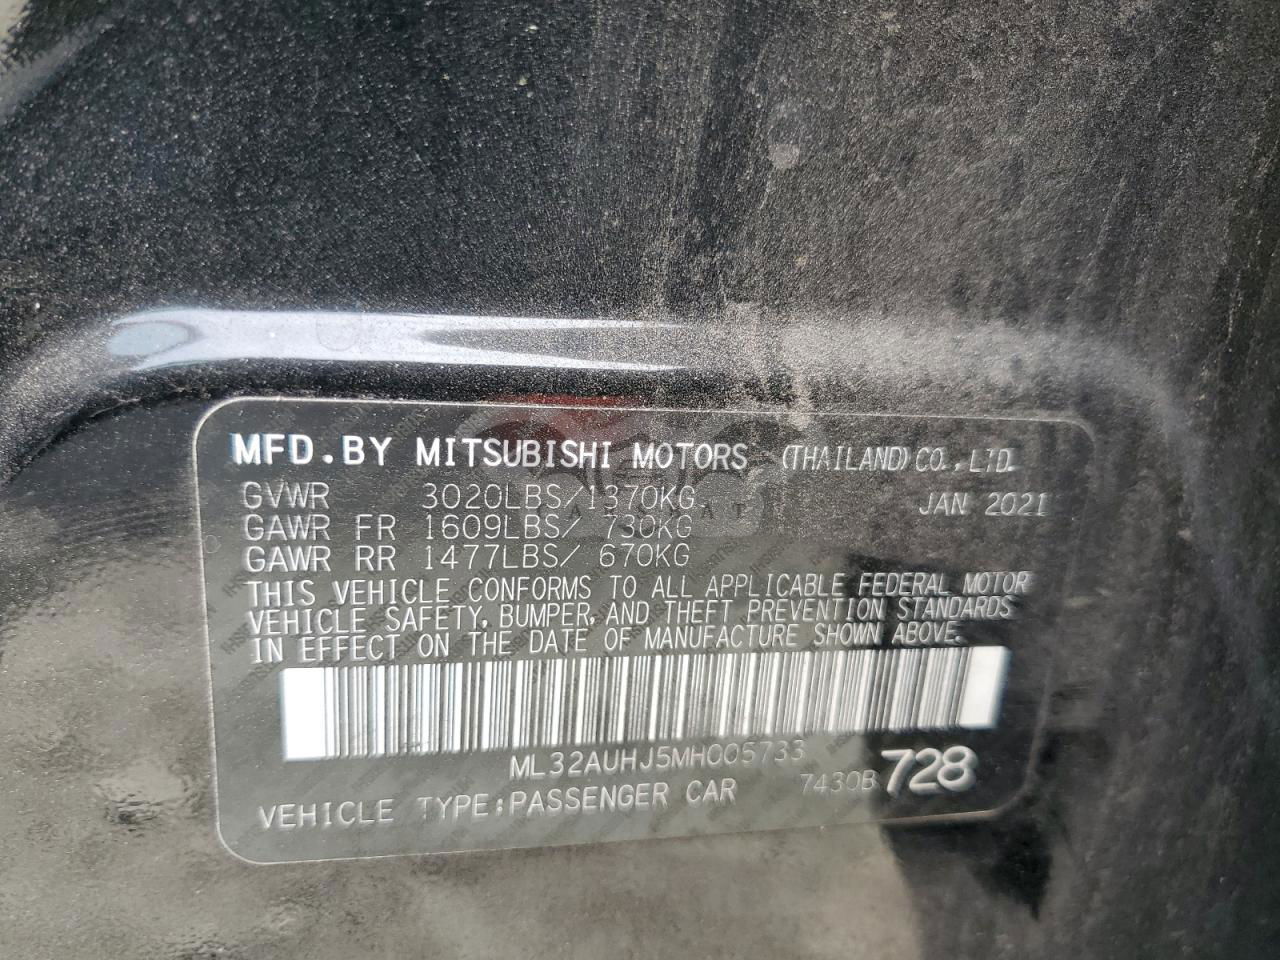 MFD.BY MITSUBISHI MOTORS (THAILAND)CO.,LTD.
GVWR 3020LBS/1370KG JAN 2021
GAWR FR 1609LBS/ 730KG
GAWR RR 1477LBS/ 670KG
THIS VEHICLE CONFORMS TO ALL APPLICABLE FEDERAL MOTOR
VEHICLE SAFETY, BUMPER, AND THEFT PREVENTION STANDARDS
IN EFFECT ON THE DATE OF MANUFACTURE SHOWN ABOVE.
ML32AUHJ5MH005733
7430B 728
VEHICLE TYPE:PASSENGER CAR